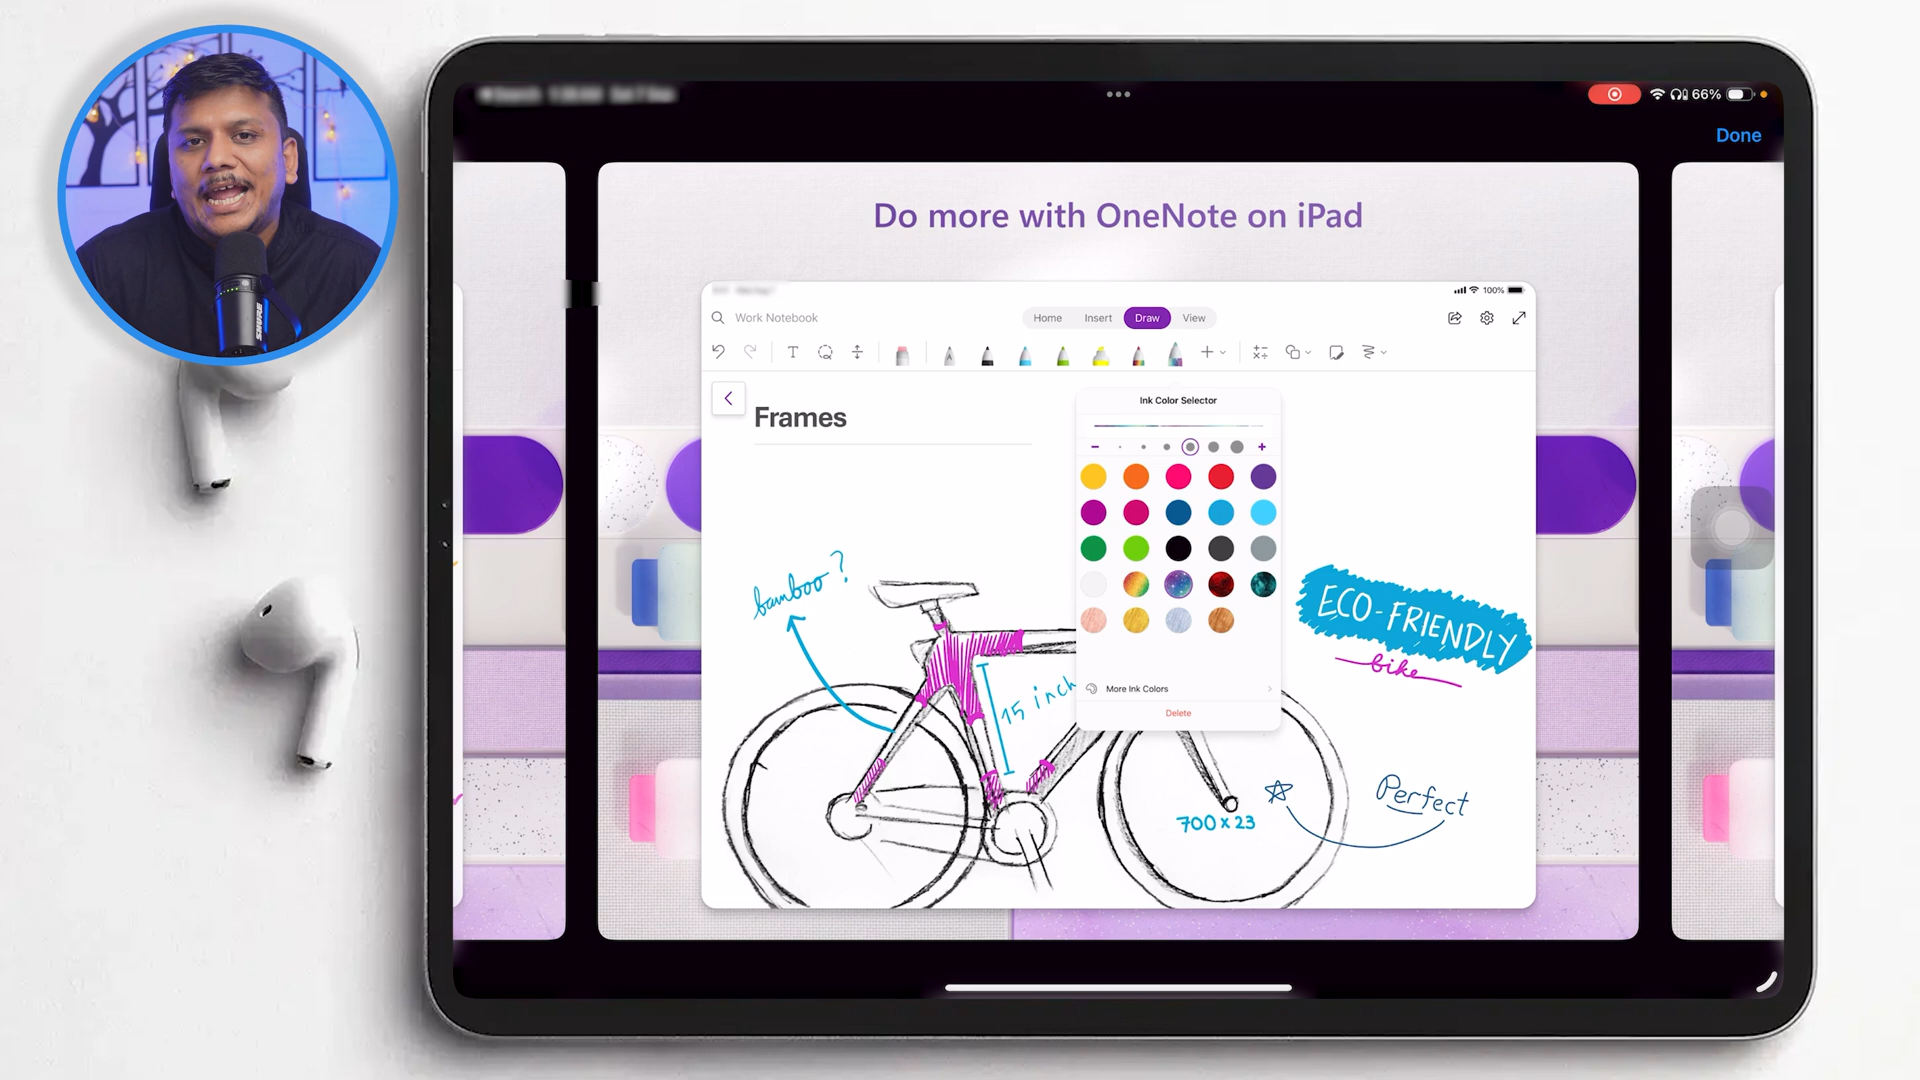 66%
Done
Do more with OneNote on iPad
100%
Work Notebook
Home Insert Draw View
Frames
Ink Color Selector
bamboo?
15 inch
ECO-FRIENDLY
bike
More Ink Colors
Delete
Perfect
700 x 23
SHURE